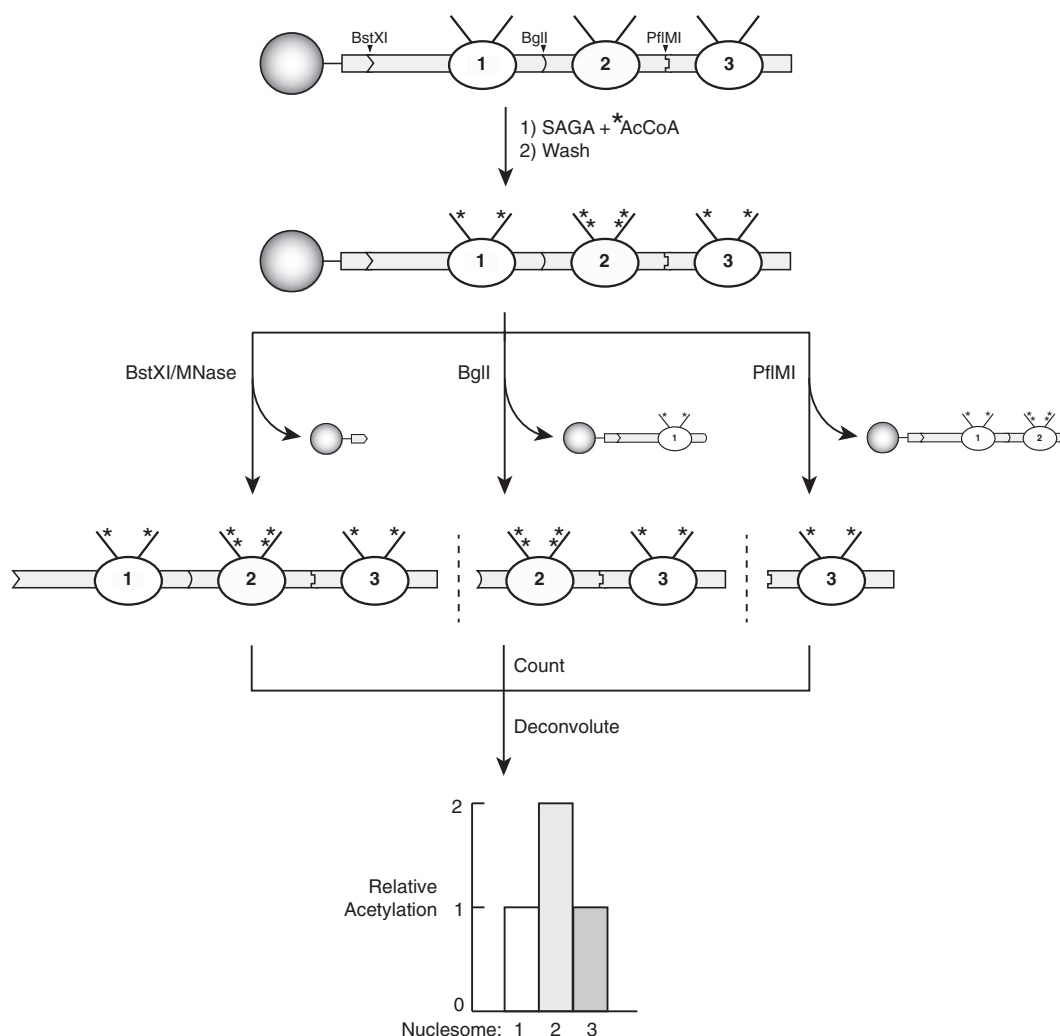 BstXI BglI PflMI
1 2 3
1) SAGA + *AcCoA
2) Wash
* * * * * * * *
1 2 3
BstXI/MNase BglI PflMI
* * * * * * * *
1 1 2
* * * * * * * * * * * * * * * *
1 2 3 2 3 3
Count
Deconvolute
2
Relative
Acetylation
1
0
Nuclesome: 1 2 3